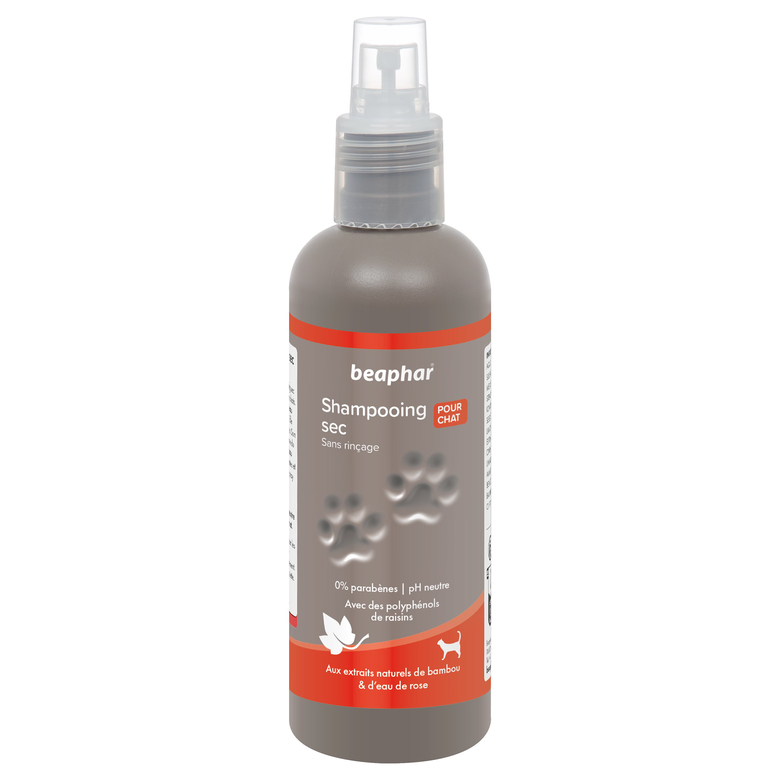 beaphar®
Shampooing
sec
POUR
CHAT
Sans rinçage
0% parabènes | pH neutre
Avec des polyphénols
de raisins
Aux extraits naturels de bambou
& d'eau de rose